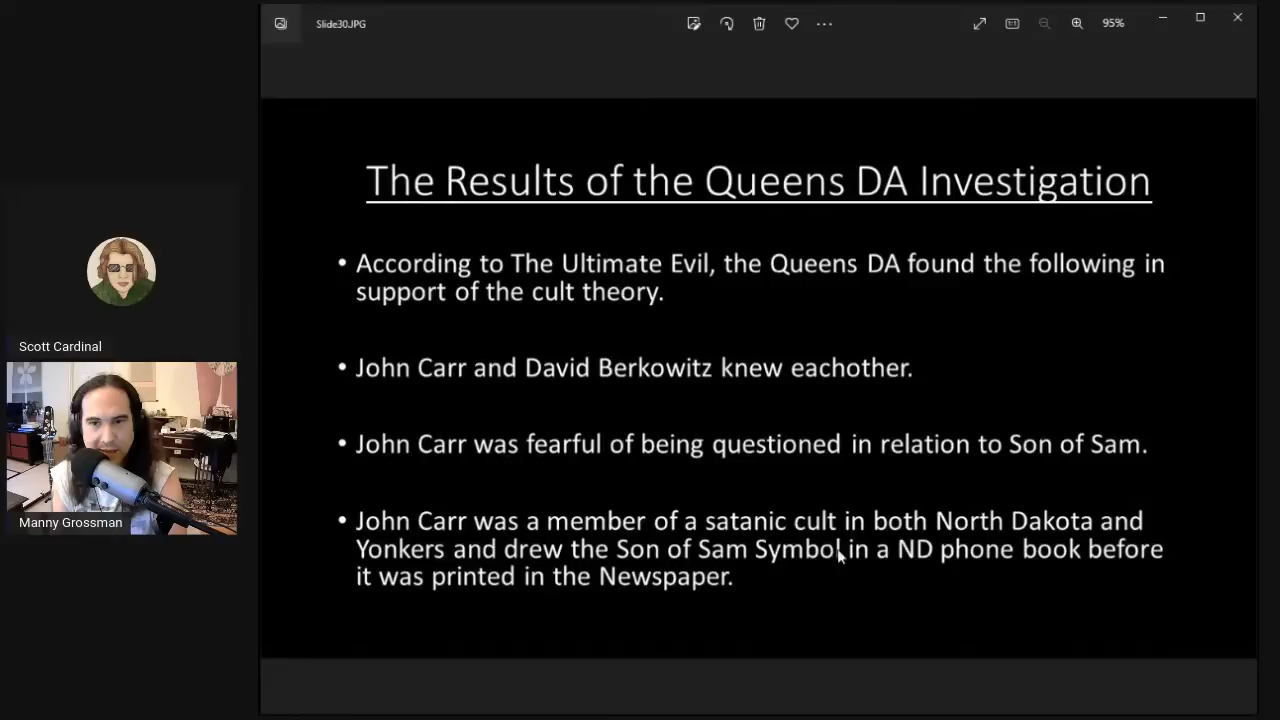 Slide30.JPG
95%
The Results of the Queens DA Investigation
• According to The Ultimate Evil, the Queens DA found the following in
support of the cult theory.
• John Carr and David Berkowitz knew eachother.
• John Carr was fearful of being questioned in relation to Son of Sam.
• John Carr was a member of a satanic cult in both North Dakota and
Yonkers and drew the Son of Sam Symbol in a ND phone book before
it was printed in the Newspaper.
Scott Cardinal
Manny Grossman